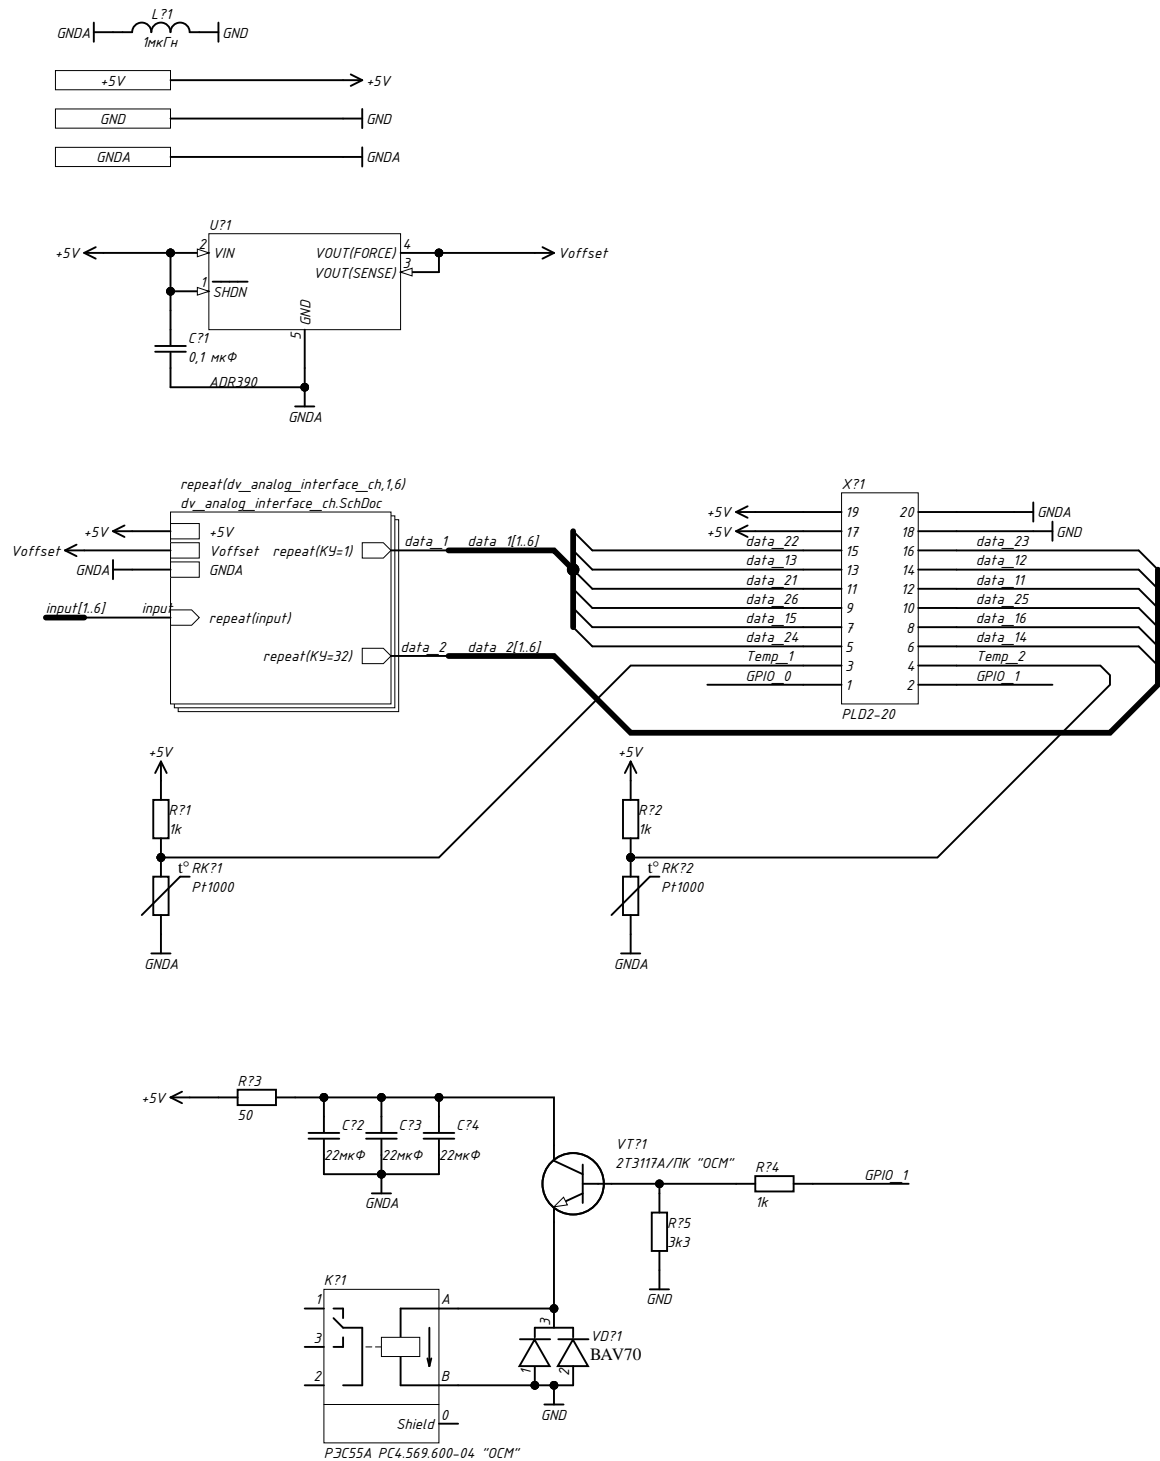 L?1
GNDA GND
1мкГн
+5V +5V
GND GND
GNDA GNDA
U?1
+5V 2 VIN VOUT(FORCE) 4 Voffset
VOUT(SENSE) 3
1 SHDN
GND
5
C?1
0,1 мкФ
ADR390
GNDA
repeat(dv_analog_interface_ch,1,6)
dv_analog_interface_ch.SchDoc
+5V +5V
Voffset Voffset repeat(КУ=1) data_1 data_1[1..6]
GNDA GNDA
input[1..6] input repeat(input)
repeat(КУ=32) data_2 data_2[1..6]
X?1
+5V 19 20 GNDA
+5V 17 18 GND
data_22 15 16 data_23
data_13 13 14 data_12
data_21 11 12 data_11
data_26 9 10 data_25
data_15 7 8 data_16
data_24 5 6 data_14
Temp_1 3 4 Temp_2
GPIO_0 1 2 GPIO_1
PLD2-20
+5V +5V
R?1 R?2
1k 1k
t° RK?1 t° RK?2
Pt1000 Pt1000
GNDA GNDA
R?3
+5V
50
C?2 C?3 C?4
22мкФ 22мкФ 22мкФ
GNDA
VT?1
2Т3117А/ПК "ОСМ"
R?4 GPIO_1
1k
R?5
3k3
GND
K?1
1 A
3
2 B
3
VD?1
BAV70
1 2
GND
Shield 0
РЭС55А РС4.569.600-04 "ОСМ"